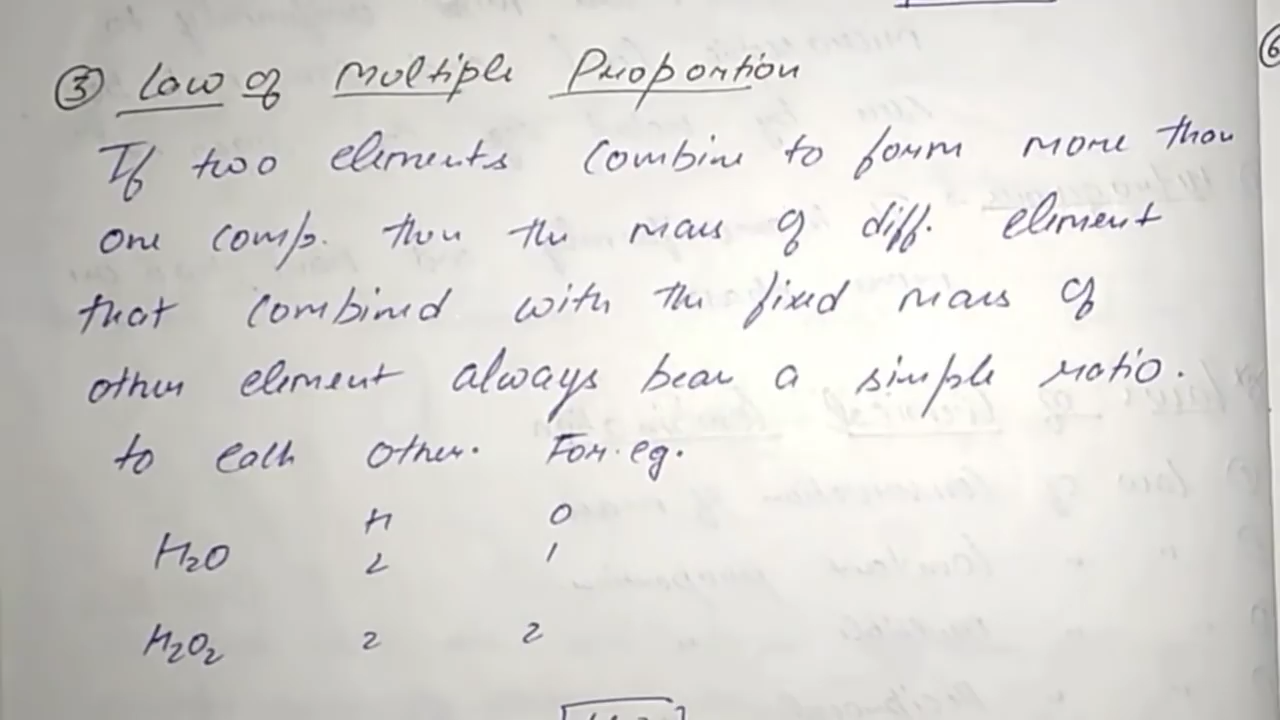 ③ Law of Multiple Proportion
If two elements combine to form more than
one comp. then the mass of diff. element
that combined with the fixed mass of
other element always bear a simple ratio.
to each other. For. eg.
H O
H₂O 2 1
H₂O₂ 2 2